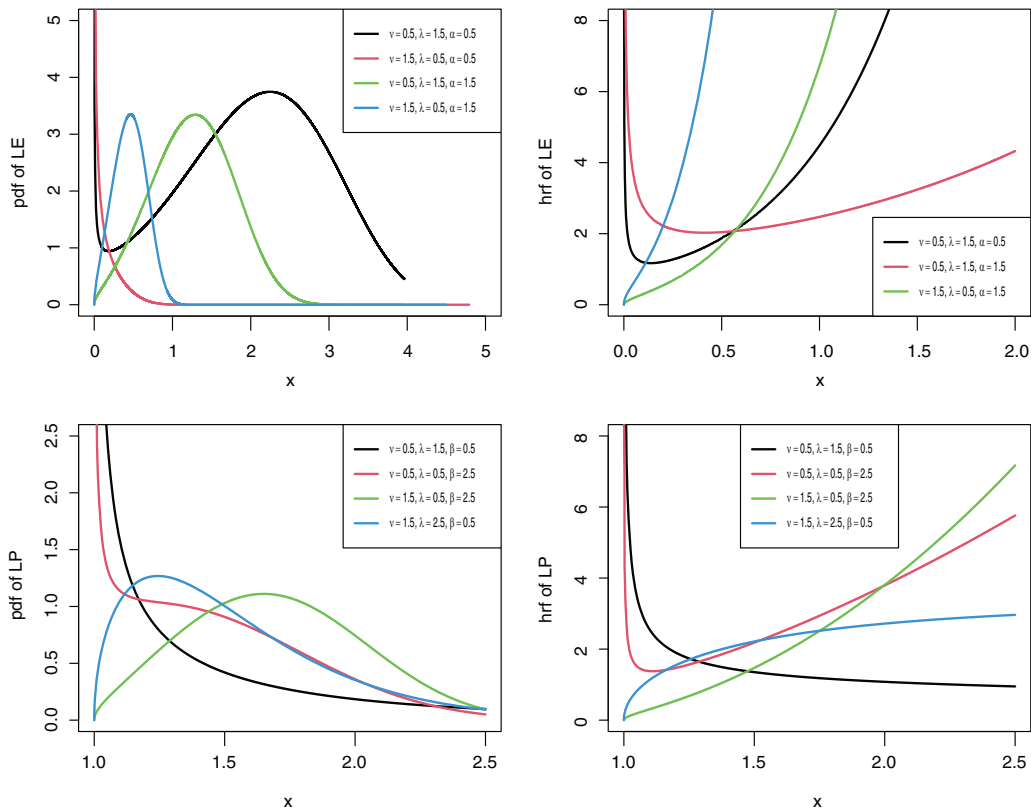 pdf of LE
5
4
3
2
1
0
0
1
2
3
4
5
x
ν = 0.5, λ = 1.5, α = 0.5
ν = 1.5, λ = 0.5, α = 0.5
ν = 0.5, λ = 1.5, α = 1.5
ν = 1.5, λ = 0.5, α = 1.5
hrf of LE
8
6
4
2
0
0.0
0.5
1.0
1.5
2.0
x
ν = 0.5, λ = 1.5, α = 0.5
ν = 0.5, λ = 1.5, α = 1.5
ν = 1.5, λ = 0.5, α = 1.5
pdf of LP
2.5
2.0
1.5
1.0
0.5
0.0
1.0
1.5
2.0
2.5
x
ν = 0.5, λ = 1.5, β = 0.5
ν = 0.5, λ = 0.5, β = 2.5
ν = 1.5, λ = 0.5, β = 2.5
ν = 1.5, λ = 2.5, β = 0.5
hrf of LP
8
6
4
2
0
1.0
1.5
2.0
2.5
x
ν = 0.5, λ = 1.5, β = 0.5
ν = 0.5, λ = 0.5, β = 2.5
ν = 1.5, λ = 0.5, β = 2.5
ν = 1.5, λ = 2.5, β = 0.5